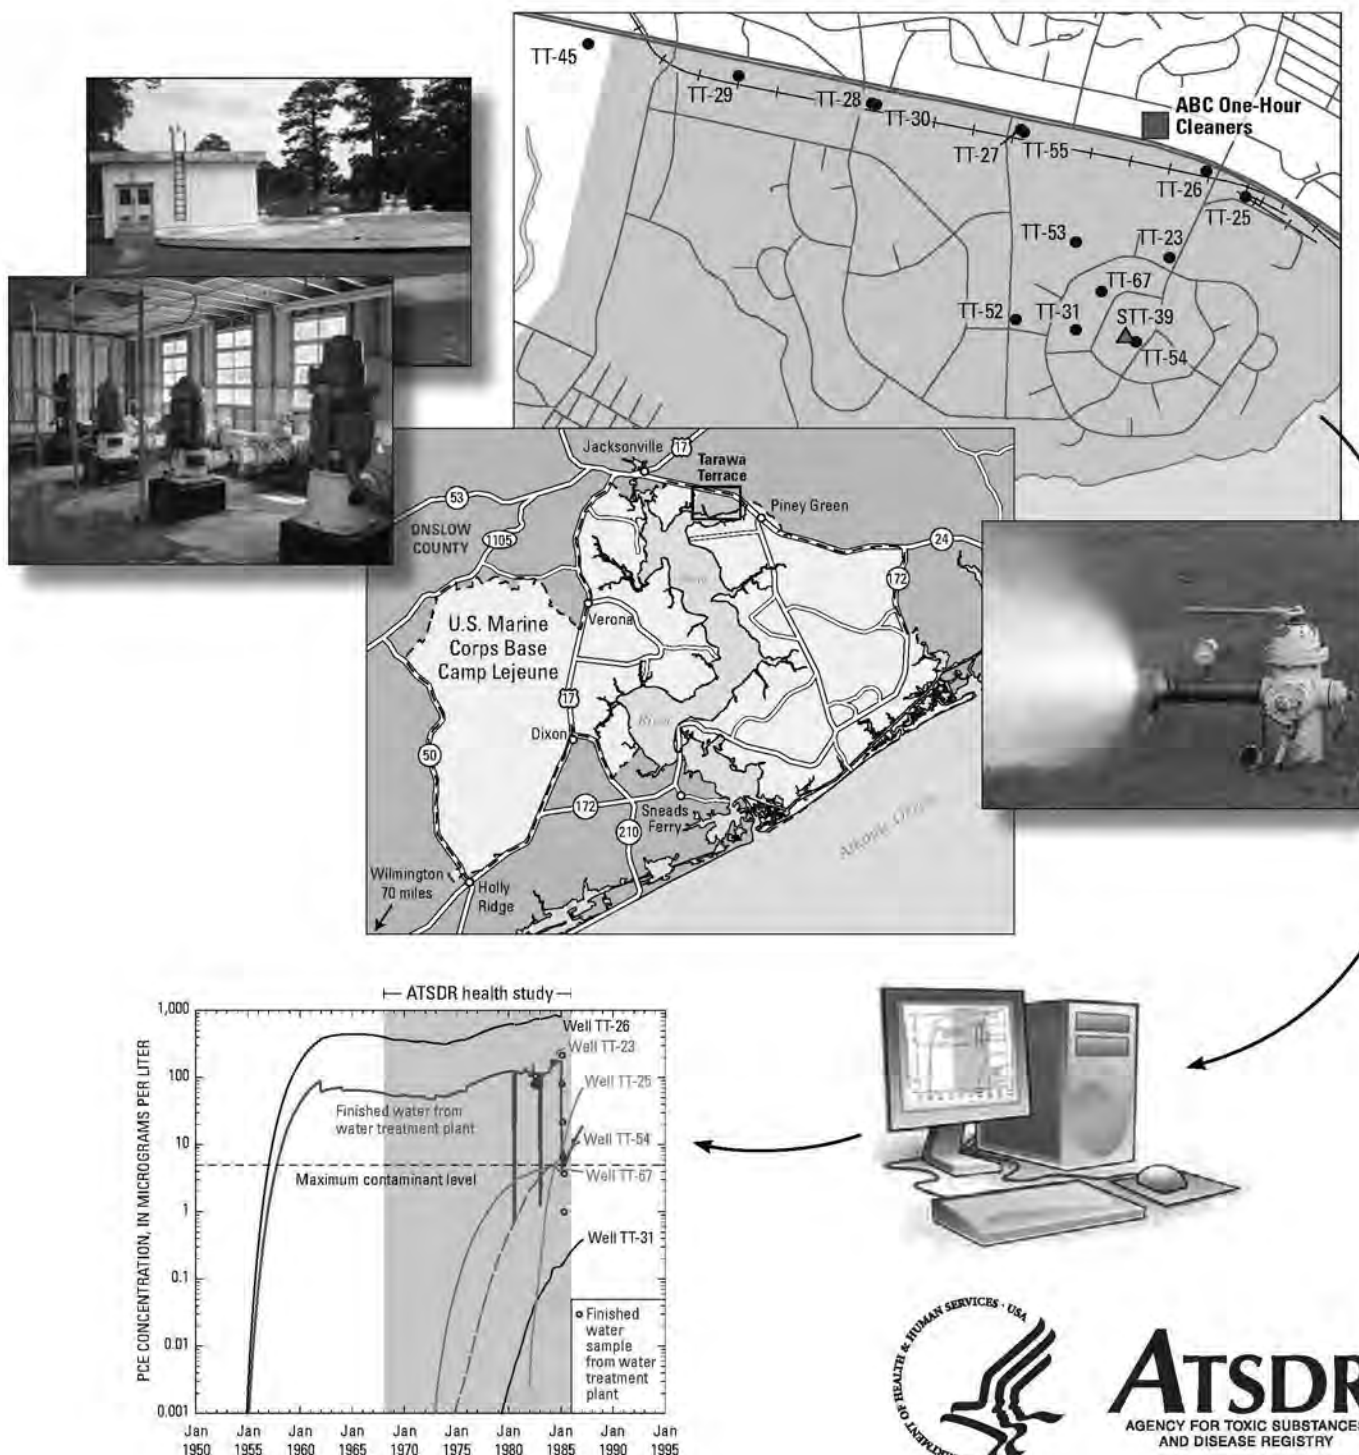 TT-45
TT-29
TT-28
TT-30
TT-27
TT-55
ABC One-Hour
Cleaners
TT-26
TT-25
TT-53
TT-23
TT-67
TT-52
TT-31
STT-39
TT-54
Jacksonville
17
Tarawa
Terrace
Piney Green
53
ONSLOW
COUNTY
1105
24
172
Verona
U.S. Marine
Corps Base
Camp Lejeune
17
River
Dixon
50
172
Sneads
Ferry
210
Atlantic Ocean
Wilmington
70 miles
Holly
Ridge
ATSDR health study
PCE CONCENTRATION, IN MICROGRAMS PER LITER
1,000
100
10
1
0.1
0.01
0.001
Well TT-26
Well TT-23
Well TT-25
Finished water from
water treatment plant
Well TT-54
Maximum contaminant level
Well TT-67
Well TT-31
Finished
water
sample
from water
treatment
plant
Jan Jan Jan Jan Jan Jan Jan Jan Jan Jan
1950 1955 1960 1965 1970 1975 1980 1985 1990 1995
OF HEALTH & HUMAN SERVICES · USA
ATSDR
AGENCY FOR TOXIC SUBSTANCES
AND DISEASE REGISTRY